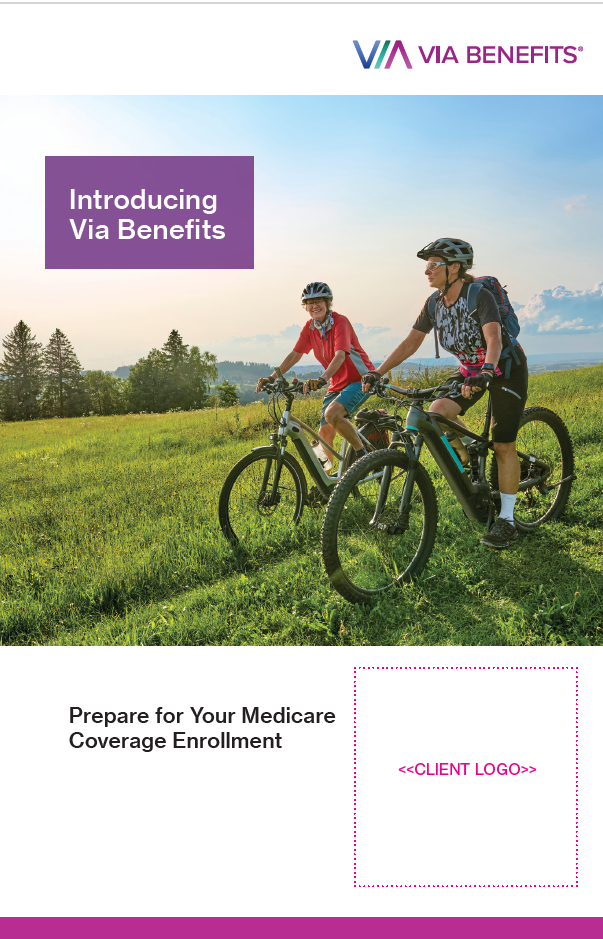 VIA BENEFITS®
Introducing
Via Benefits
Prepare for Your Medicare
Coverage Enrollment
<<CLIENT LOGO>>